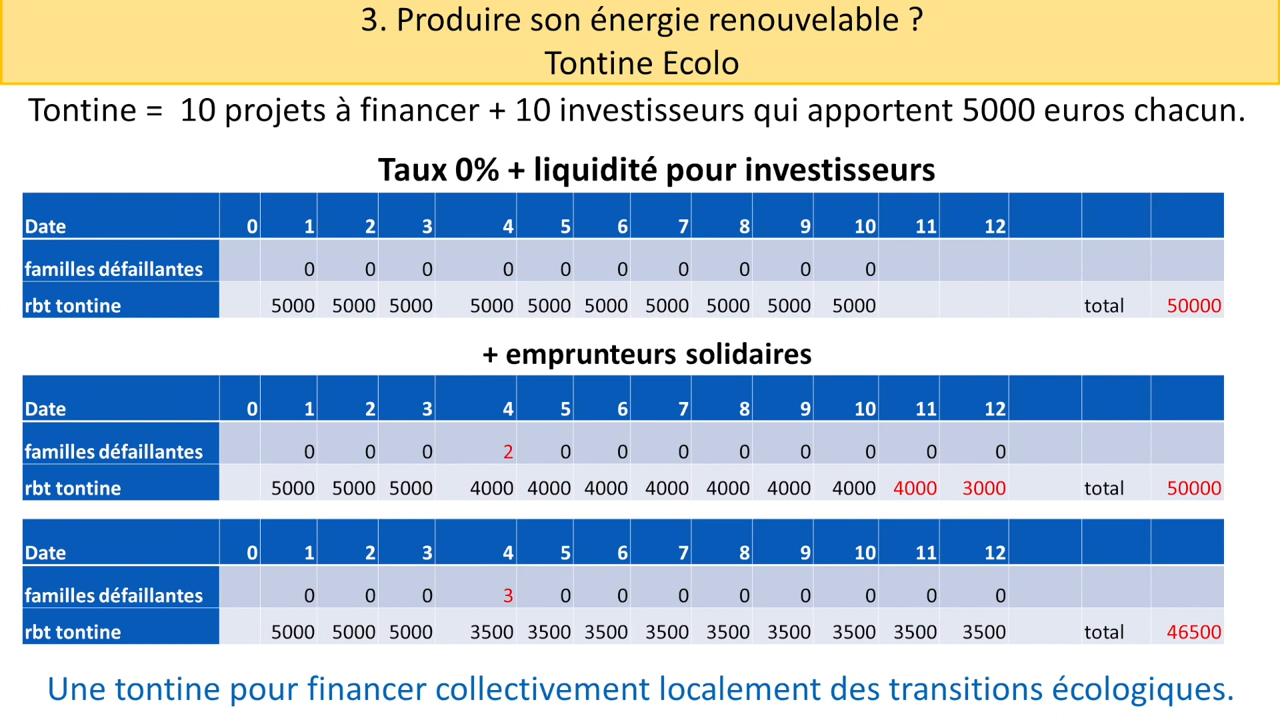 3. Produire son énergie renouvelable ?
Tontine Ecolo
Tontine = 10 projets à financer + 10 investisseurs qui apportent 5000 euros chacun.
Taux 0% + liquidité pour investisseurs
Date 0 1 2 3 4 5 6 7 8 9 10 11 12
familles défaillantes 0 0 0 0 0 0 0 0 0 0
rbt tontine 5000 5000 5000 5000 5000 5000 5000 5000 5000 5000 total 50000
+ emprunteurs solidaires
Date 0 1 2 3 4 5 6 7 8 9 10 11 12
familles défaillantes 0 0 0 2 0 0 0 0 0 0 0 0
rbt tontine 5000 5000 5000 4000 4000 4000 4000 4000 4000 4000 4000 3000 total 50000
Date 0 1 2 3 4 5 6 7 8 9 10 11 12
familles défaillantes 0 0 0 3 0 0 0 0 0 0 0 0
rbt tontine 5000 5000 5000 3500 3500 3500 3500 3500 3500 3500 3500 3500 total 46500
Une tontine pour financer collectivement localement des transitions écologiques.